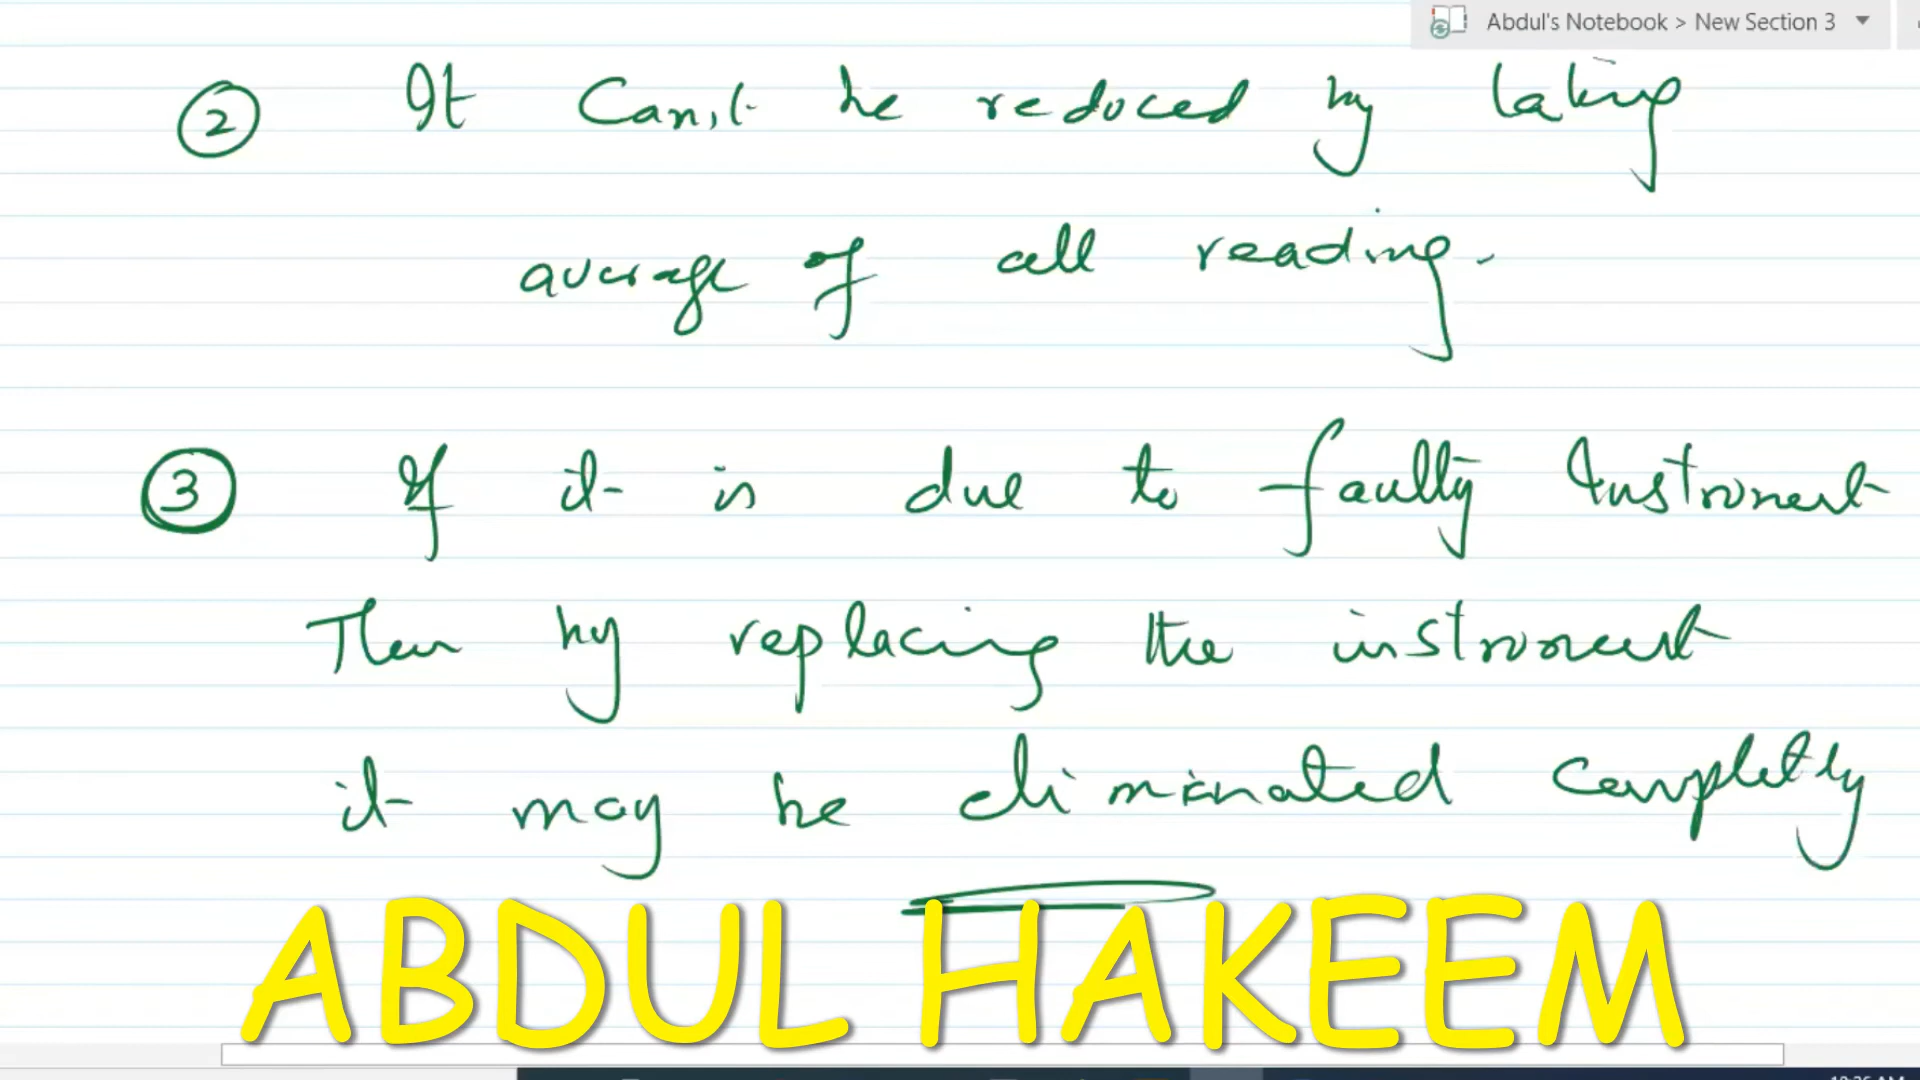 Abdul's Notebook > New Section 3
② It Can't be reduced by taking
average of all reading.
③ If it is due to faulty Instrument
Then by replacing the instrument
it may be eliminated completly
ABDUL HAKEEM